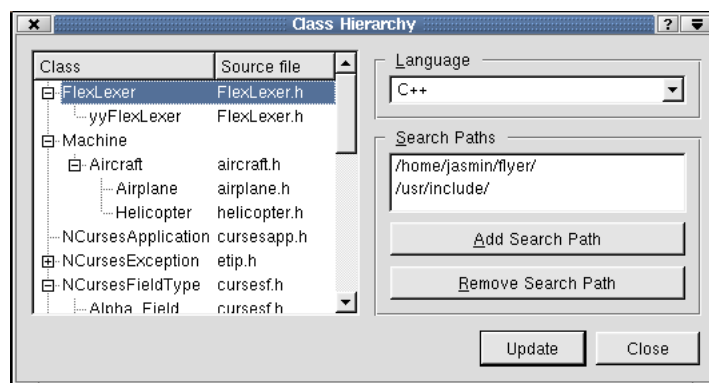 Class Hierarchy
?
Class Source file
FlexLexer FlexLexer.h
yyFlexLexer FlexLexer.h
Machine
Aircraft aircraft.h
Airplane airplane.h
Helicopter helicopter.h
NCursesApplication cursesapp.h
NCursesException etip.h
NCursesFieldType cursesf.h
Alpha_Field cursesf.h
Language
C++
Search Paths
/home/jasmin/flyer/
/usr/include/
Add Search Path
Remove Search Path
Update Close